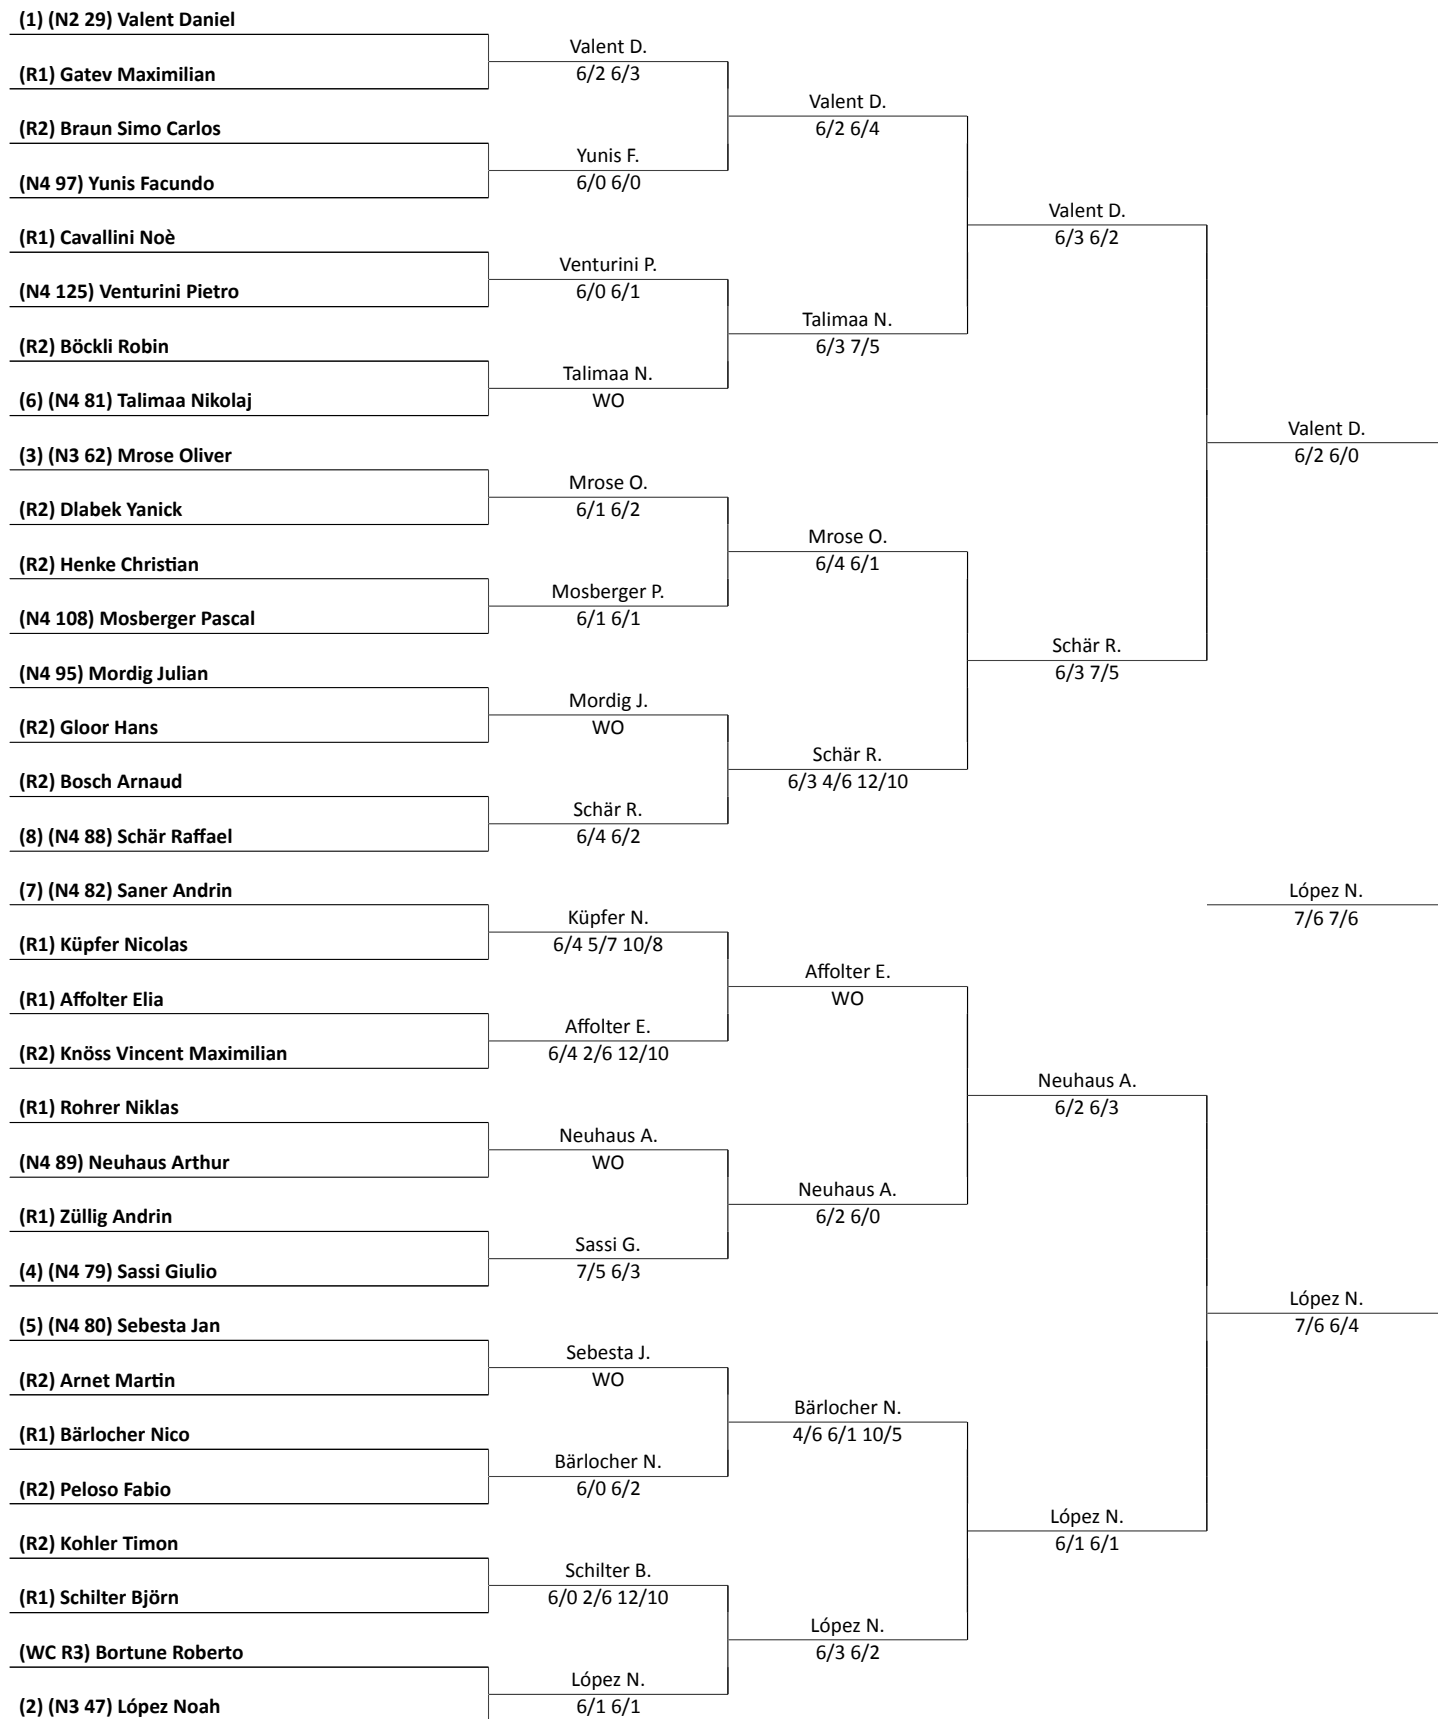 (1) (N2 29) Valent Daniel
Valent D.
(R1) Gatev Maximilian
6/2 6/3
Valent D.
(R2) Braun Simo Carlos
6/2 6/4
Yunis F.
(N4 97) Yunis Facundo
6/0 6/0
Valent D.
(R1) Cavallini Noè
6/3 6/2
Venturini P.
(N4 125) Venturini Pietro
6/0 6/1
Talimaa N.
(R2) Böckli Robin
6/3 7/5
Talimaa N.
(6) (N4 81) Talimaa Nikolaj
WO
Valent D.
(3) (N3 62) Mrose Oliver
6/2 6/0
Mrose O.
(R2) Dlabek Yanick
6/1 6/2
Mrose O.
(R2) Henke Christian
6/4 6/1
Mosberger P.
(N4 108) Mosberger Pascal
6/1 6/1
Schär R.
(N4 95) Mordig Julian
6/3 7/5
Mordig J.
(R2) Gloor Hans
WO
Schär R.
(R2) Bosch Arnaud
6/3 4/6 12/10
Schär R.
(8) (N4 88) Schär Raffael
6/4 6/2
(7) (N4 82) Saner Andrin
López N.
7/6 7/6
Küpfer N.
(R1) Küpfer Nicolas
6/4 5/7 10/8
Affolter E.
(R1) Affolter Elia
WO
Affolter E.
(R2) Knöss Vincent Maximilian
6/4 2/6 12/10
Neuhaus A.
(R1) Rohrer Niklas
6/2 6/3
Neuhaus A.
(N4 89) Neuhaus Arthur
WO
Neuhaus A.
(R1) Züllig Andrin
6/2 6/0
Sassi G.
(4) (N4 79) Sassi Giulio
7/5 6/3
López N.
(5) (N4 80) Sebesta Jan
7/6 6/4
Sebesta J.
(R2) Arnet Martin
WO
Bärlocher N.
(R1) Bärlocher Nico
4/6 6/1 10/5
Bärlocher N.
(R2) Peloso Fabio
6/0 6/2
López N.
(R2) Kohler Timon
6/1 6/1
Schilter B.
(R1) Schilter Björn
6/0 2/6 12/10
López N.
(WC R3) Bortune Roberto
6/3 6/2
López N.
(2) (N3 47) López Noah
6/1 6/1